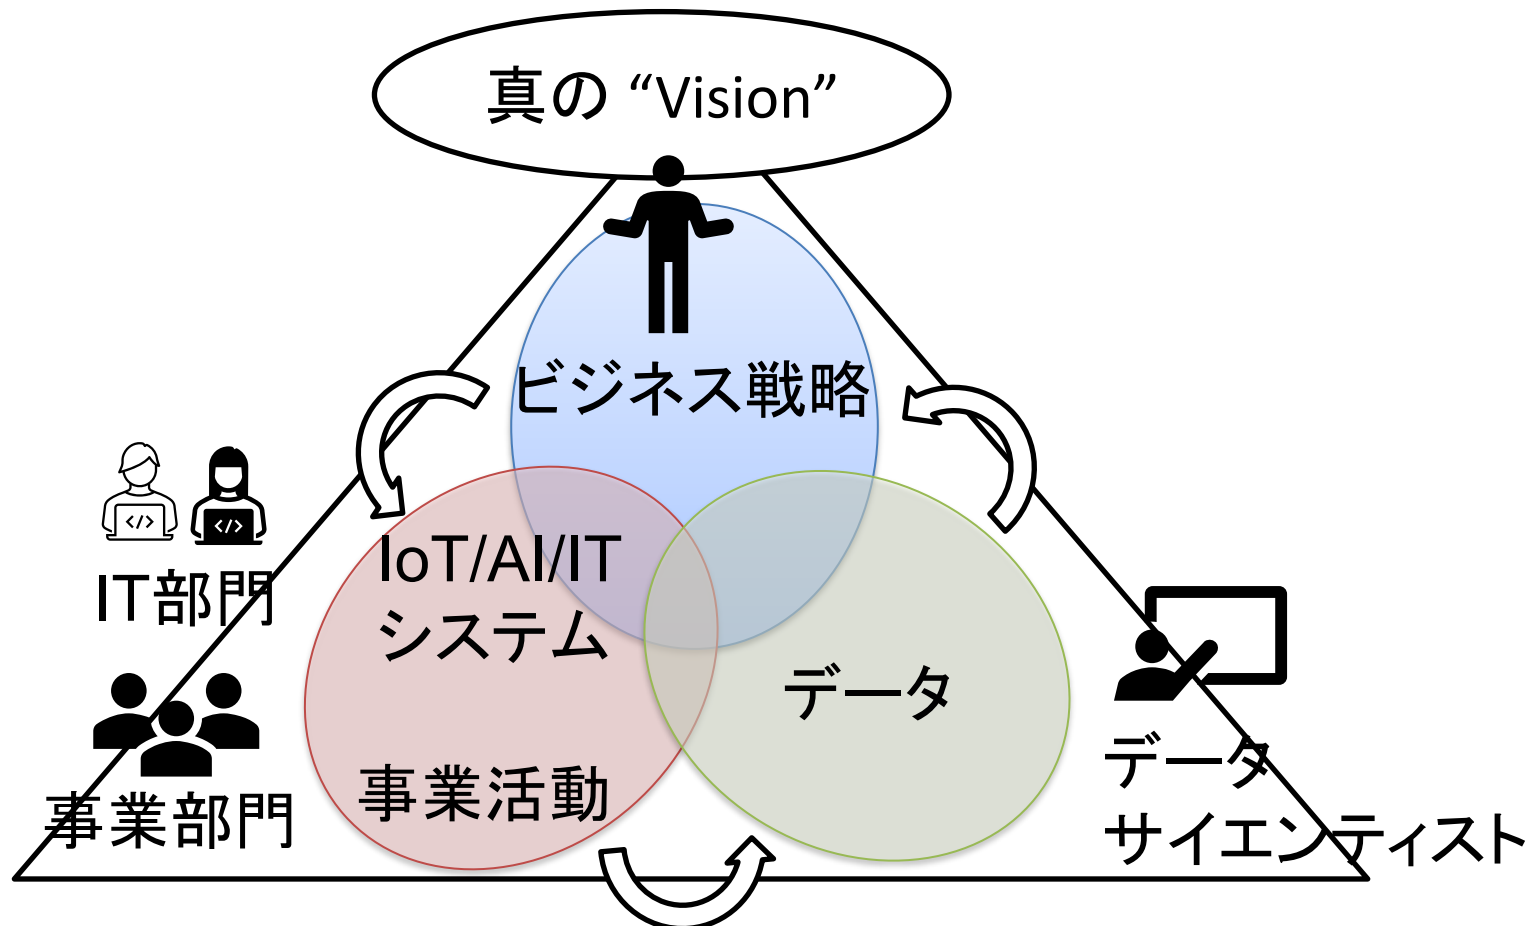 真の “Vision”
ビジネス戦略
IoT/AI/IT
システム
事業活動
データ
IT部門
事業部門
データ
サイエンティスト